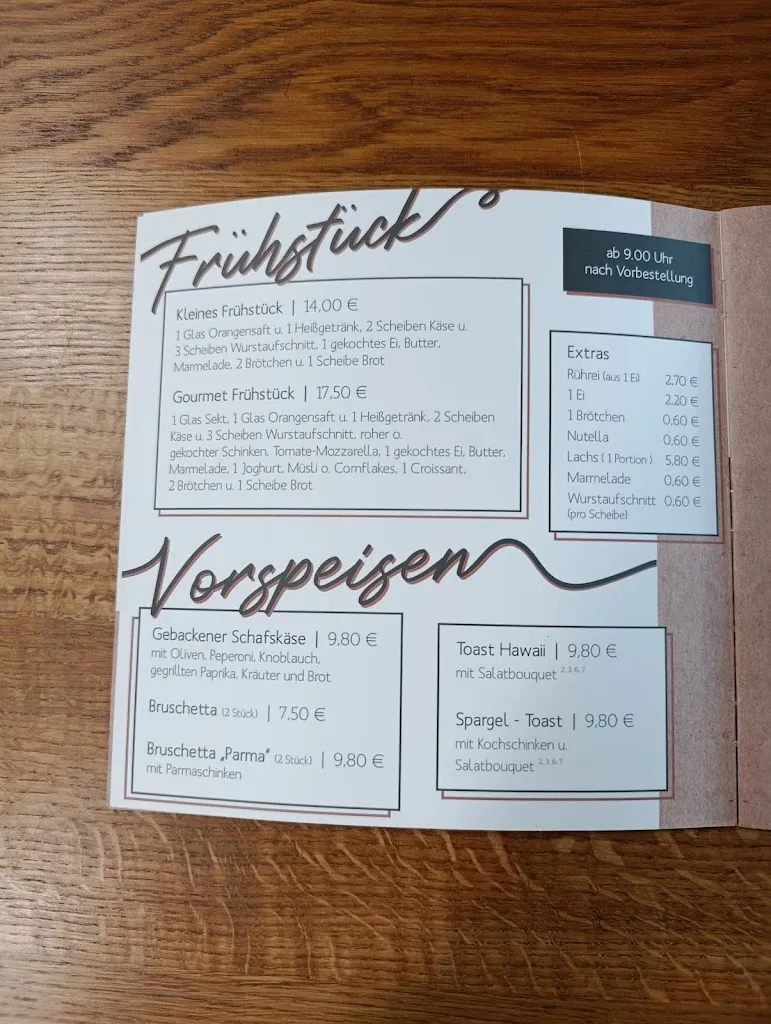 Frühstück
ab 9.00 Uhr
nach Vorbestellung
Kleines Frühstück | 14,00 €
1 Glas Orangensaft u. 1 Heißgetränk, 2 Scheiben Käse u.
3 Scheiben Wurstaufschnitt, 1 gekochtes Ei, Butter,
Marmelade, 2 Brötchen u. 1 Scheibe Brot
Gourmet Frühstück | 17,50 €
1 Glas Sekt, 1 Glas Orangensaft u. 1 Heißgetränk, 2 Scheiben
Käse u. 3 Scheiben Wurstaufschnitt, roher o.
gekochter Schinken, Tomate-Mozzarella, 1 gekochtes Ei, Butter,
Marmelade, 1 Joghurt, Müsli o. Cornflakes, 1 Croissant,
2 Brötchen u. 1 Scheibe Brot
Extras
Rührei (aus 1 Ei) 2,70 €
1 Ei 2,20 €
1 Brötchen 0,60 €
Nutella 0,60 €
Lachs ( 1 Portion ) 5,80 €
Marmelade 0,60 €
Wurstaufschnitt 0,60 €
(pro Scheibe)
Vorspeisen
Gebackener Schafskäse | 9,80 €
mit Oliven, Peperoni, Knoblauch,
gegrillten Paprika, Kräuter und Brot
Bruschetta (2 Stück) | 7,50 €
Bruschetta „Parma“ (2 Stück) | 9,80 €
mit Parmaschinken
Toast Hawaii | 9,80 €
mit Salatbouquet 2,3,6,7
Spargel - Toast | 9,80 €
mit Kochschinken u.
Salatbouquet 2,3,6,7